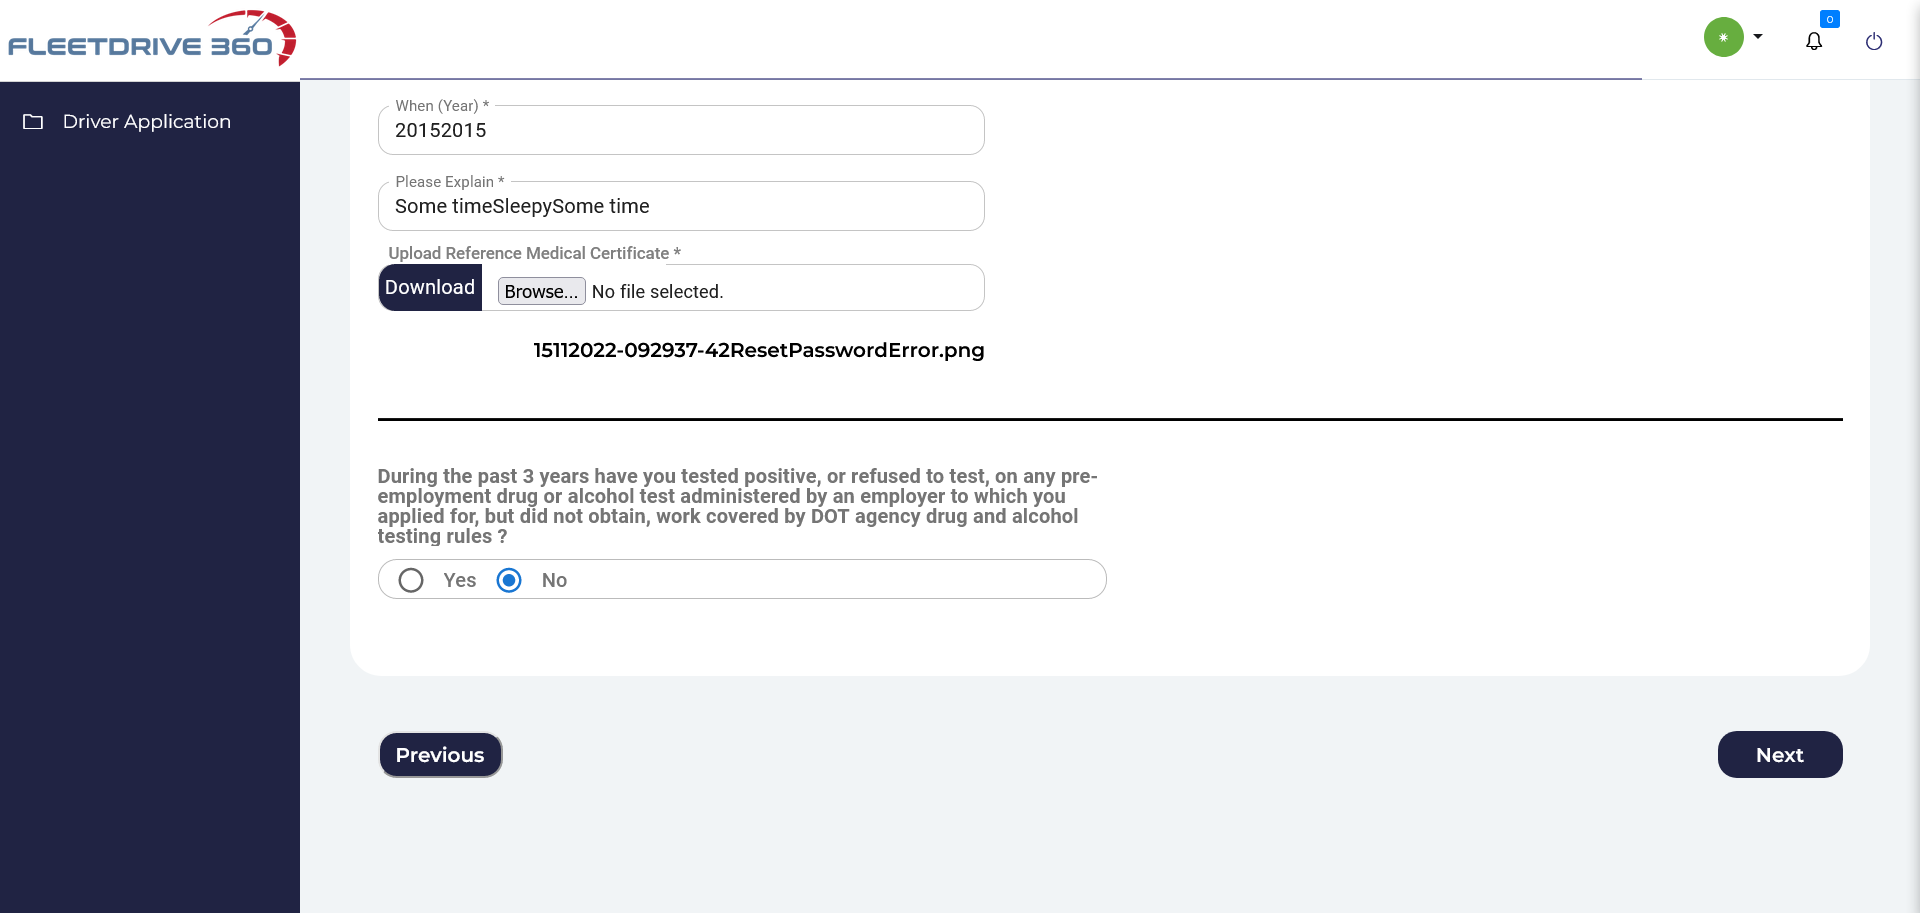 FLEETDRIVE 360
0
Driver Application
When (Year) *
20152015
Please Explain *
Some timeSleepySome time
Upload Reference Medical Certificate *
Download Browse... No file selected.
15112022-092937-42ResetPasswordError.png
During the past 3 years have you tested positive, or refused to test, on any pre-
employment drug or alcohol test administered by an employer to which you
applied for, but did not obtain, work covered by DOT agency drug and alcohol
testing rules ?
Yes No
Previous Next